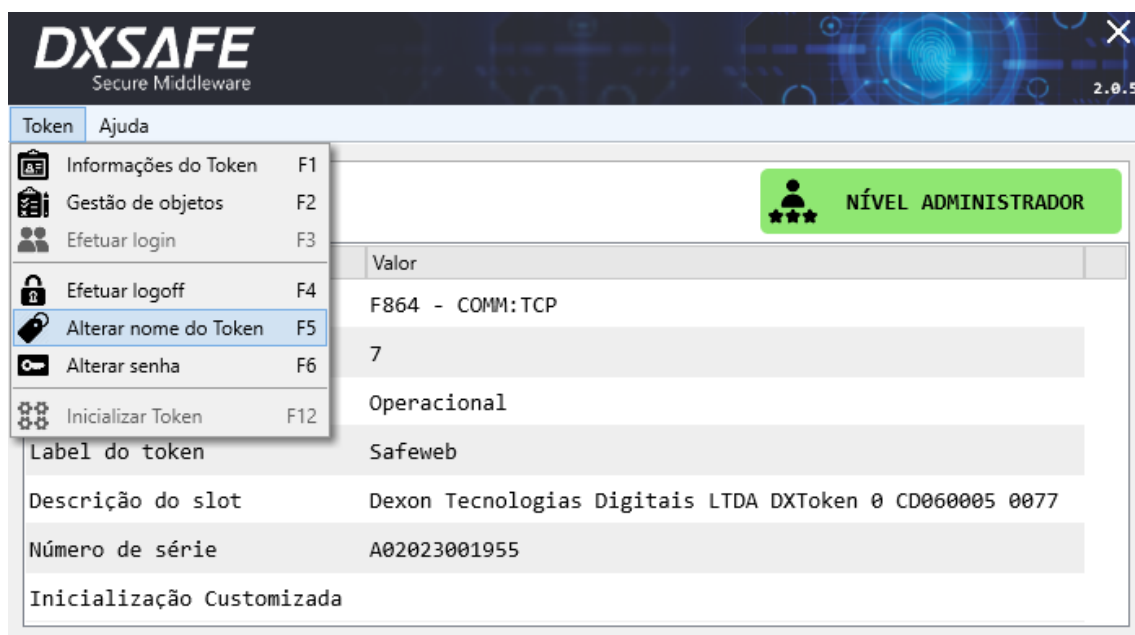 DXSAFE
Secure Middleware
2.0.5
Token Ajuda
Informações do Token F1
Gestão de objetos F2
Efetuar login F3
Efetuar logoff F4
Alterar nome do Token F5
Alterar senha F6
Inicializar Token F12
NÍVEL ADMINISTRADOR
Valor
F864 - COMM:TCP
7
Operacional
Label do token Safeweb
Descrição do slot Dexon Tecnologias Digitais LTDA DXToken 0 CD060005 0077
Número de série A02023001955
Inicialização Customizada